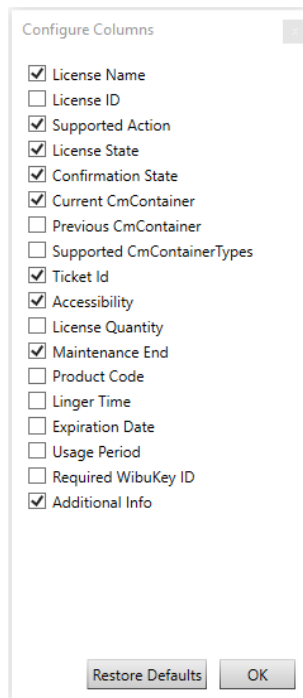 Configure Columns
License Name
License ID
Supported Action
License State
Confirmation State
Current CmContainer
Previous CmContainer
Supported CmContainerTypes
Ticket Id
Accessibility
License Quantity
Maintenance End
Product Code
Linger Time
Expiration Date
Usage Period
Required WibuKey ID
Additional Info
Restore Defaults OK